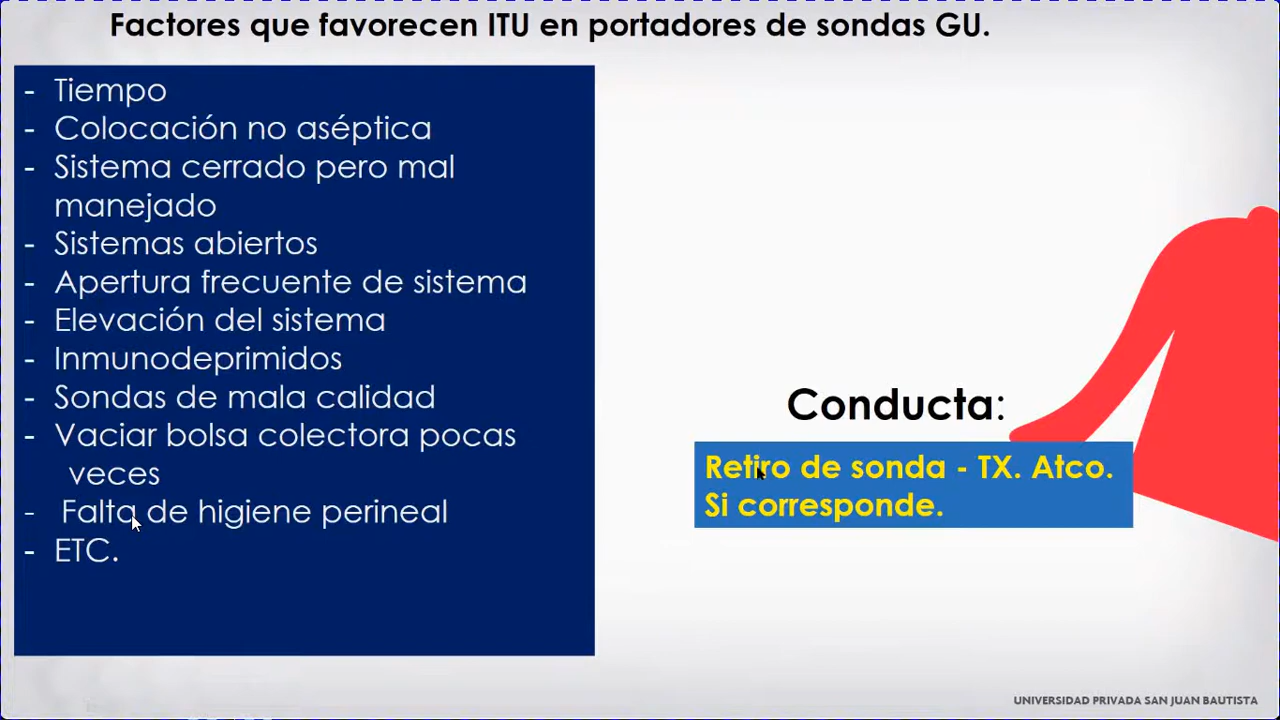 Factores que favorecen ITU en portadores de sondas GU.
- Tiempo
- Colocación no aséptica
- Sistema cerrado pero mal
manejado
- Sistemas abiertos
- Apertura frecuente de sistema
- Elevación del sistema
- Inmunodeprimidos
- Sondas de mala calidad
- Vaciar bolsa colectora pocas
veces
- Falta de higiene perineal
- ETC.
Conducta:
Retiro de sonda - TX. Atco.
Si corresponde.
UNIVERSIDAD PRIVADA SAN JUAN BAUTISTA